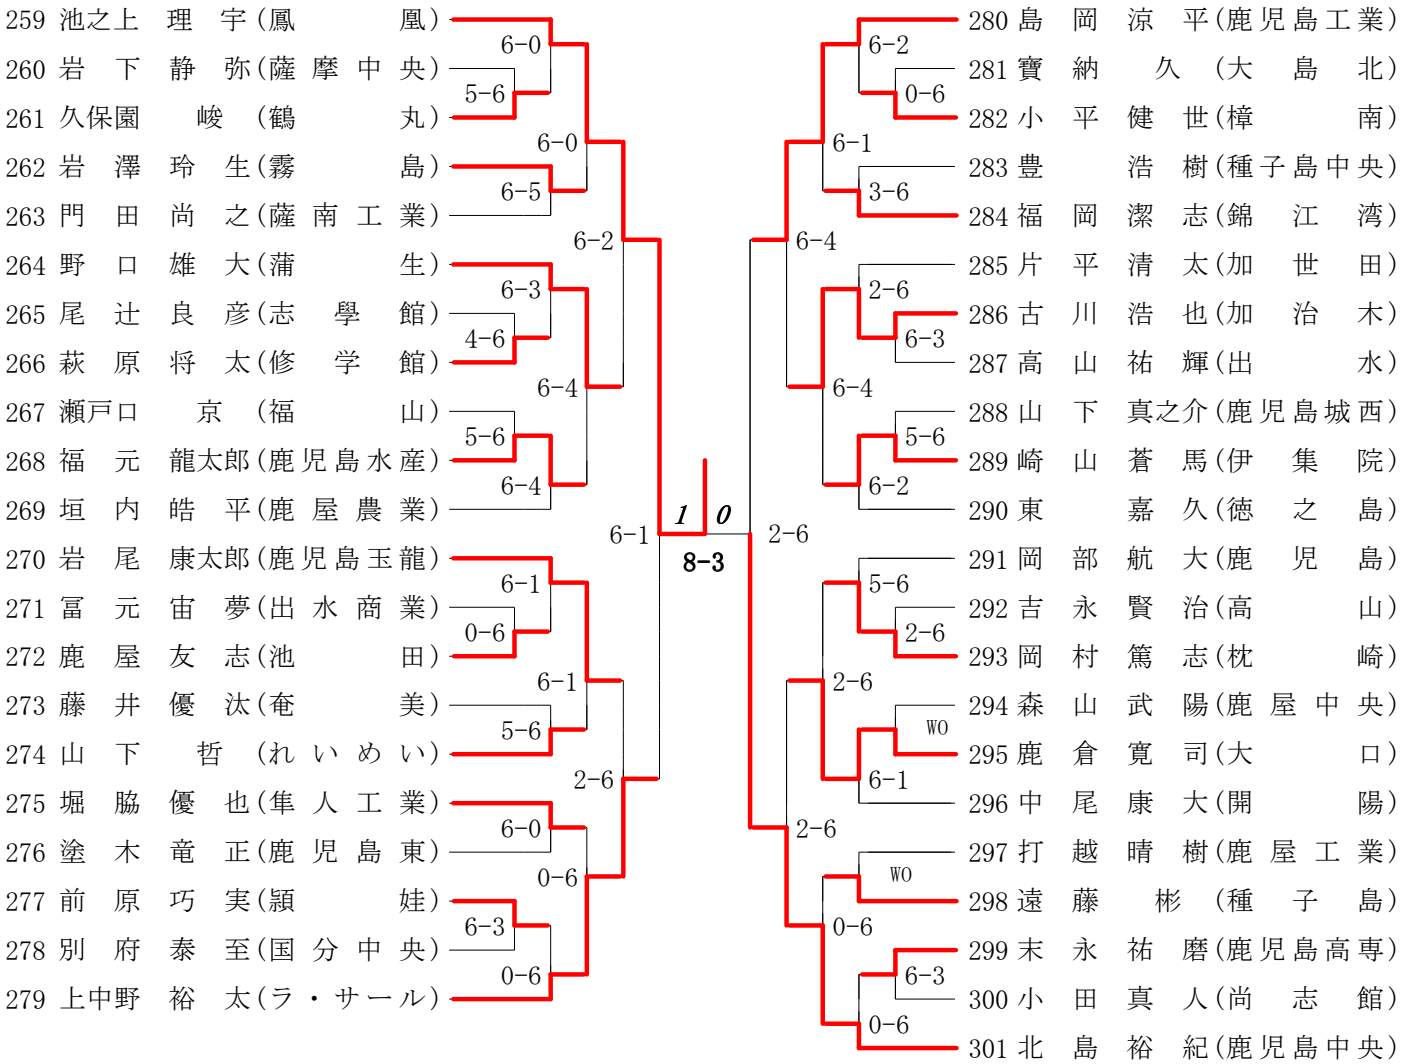 259 池之上 理 宇(鳳 凰)
6-0
260 岩 下 静 弥(薩 摩 中 央)
5-6
261 久保園 峻 (鶴 丸)
6-0
262 岩 澤 玲 生(霧 島)
6-5
263 門 田 尚 之(薩 南 工 業)
6-2
264 野 口 雄 大(蒲 生)
6-3
265 尾 辻 良 彦(志 學 館)
4-6
266 萩 原 将 太(修 学 館)
6-4
267 瀬戸口 京 (福 山)
5-6
268 福 元 龍太郎(鹿児島水産)
6-4
269 垣 内 皓 平(鹿 屋 農 業)
6-1
270 岩 尾 康太郎(鹿児島玉龍)
6-1
271 冨 元 宙 夢(出 水 商 業)
0-6
272 鹿 屋 友 志(池 田)
6-1
273 藤 井 優 汰(奄 美)
5-6
274 山 下 哲 (れ い め い)
2-6
275 堀 脇 優 也(隼 人 工 業)
6-0
276 塗 木 竜 正(鹿 児 島 東)
0-6
277 前 原 巧 実(頴 娃)
6-3
278 別 府 泰 至(国 分 中 央)
0-6
279 上中野 裕 太(ラ・サール)
1 0
8-3
280 島 岡 涼 平(鹿児島工業)
6-2
281 寶 納 久 (大 島 北)
0-6
282 小 平 健 世(樟 南)
6-1
283 豊 浩 樹(種子島中央)
3-6
284 福 岡 潔 志(錦 江 湾)
6-4
285 片 平 清 太(加 世 田)
2-6
286 古 川 浩 也(加 治 木)
6-3
287 高 山 祐 輝(出 水)
6-4
288 山 下 真之介(鹿児島城西)
5-6
289 崎 山 蒼 馬(伊 集 院)
6-2
290 東 嘉 久(徳 之 島)
2-6
291 岡 部 航 大(鹿 児 島)
5-6
292 吉 永 賢 治(高 山)
2-6
293 岡 村 篤 志(枕 崎)
2-6
294 森 山 武 陽(鹿 屋 中 央)
WO
295 鹿 倉 寛 司(大 口)
6-1
296 中 尾 康 大(開 陽)
2-6
297 打 越 晴 樹(鹿 屋 工 業)
WO
298 遠 藤 彬 (種 子 島)
0-6
299 末 永 祐 磨(鹿児島高専)
6-3
300 小 田 真 人(尚 志 館)
0-6
301 北 島 裕 紀(鹿児島中央)